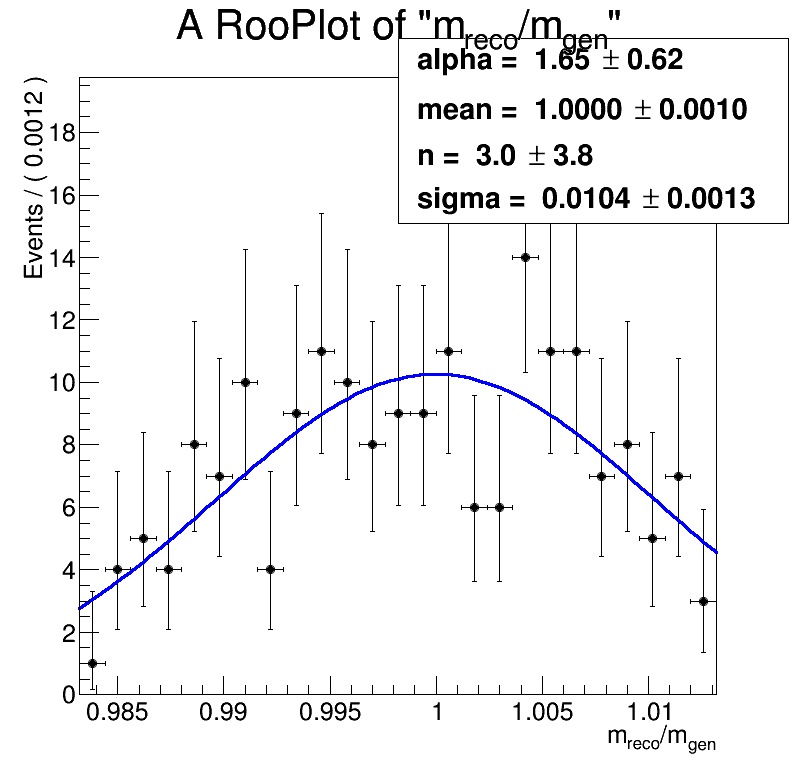 A RooPlot of "m_reco/m_gen"
alpha = 1.65 ± 0.62
mean = 1.0000 ± 0.0010
n = 3.0 ± 3.8
sigma = 0.0104 ± 0.0013
Events / ( 0.0012 )
18
16
14
12
10
8
6
4
2
0
0.985 0.99 0.995 1 1.005 1.01
m_reco/m_gen